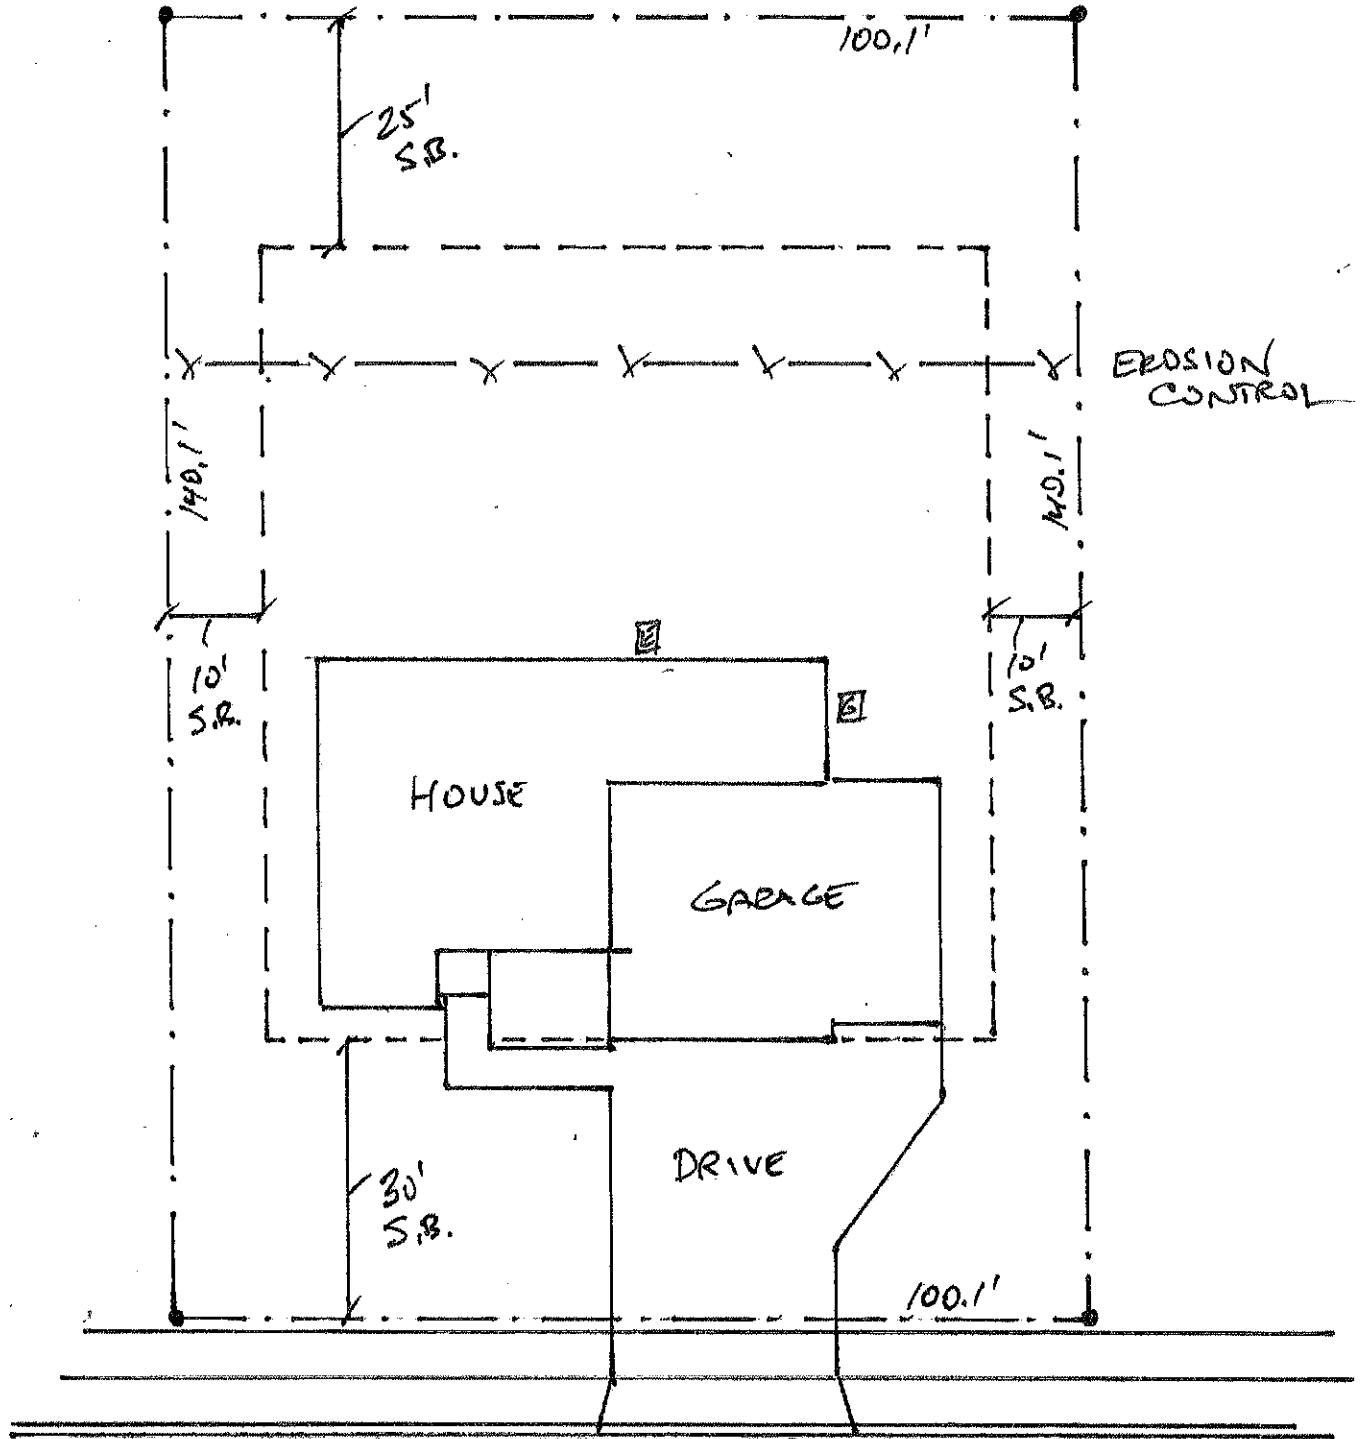 100.1'
25'
S.B.
EROSION
CONTROL
140.1'
140.1'
10'
S.B.
E
10'
S.B.
G
HOUSE
GARAGE
DRIVE
30'
S.B.
100.1'